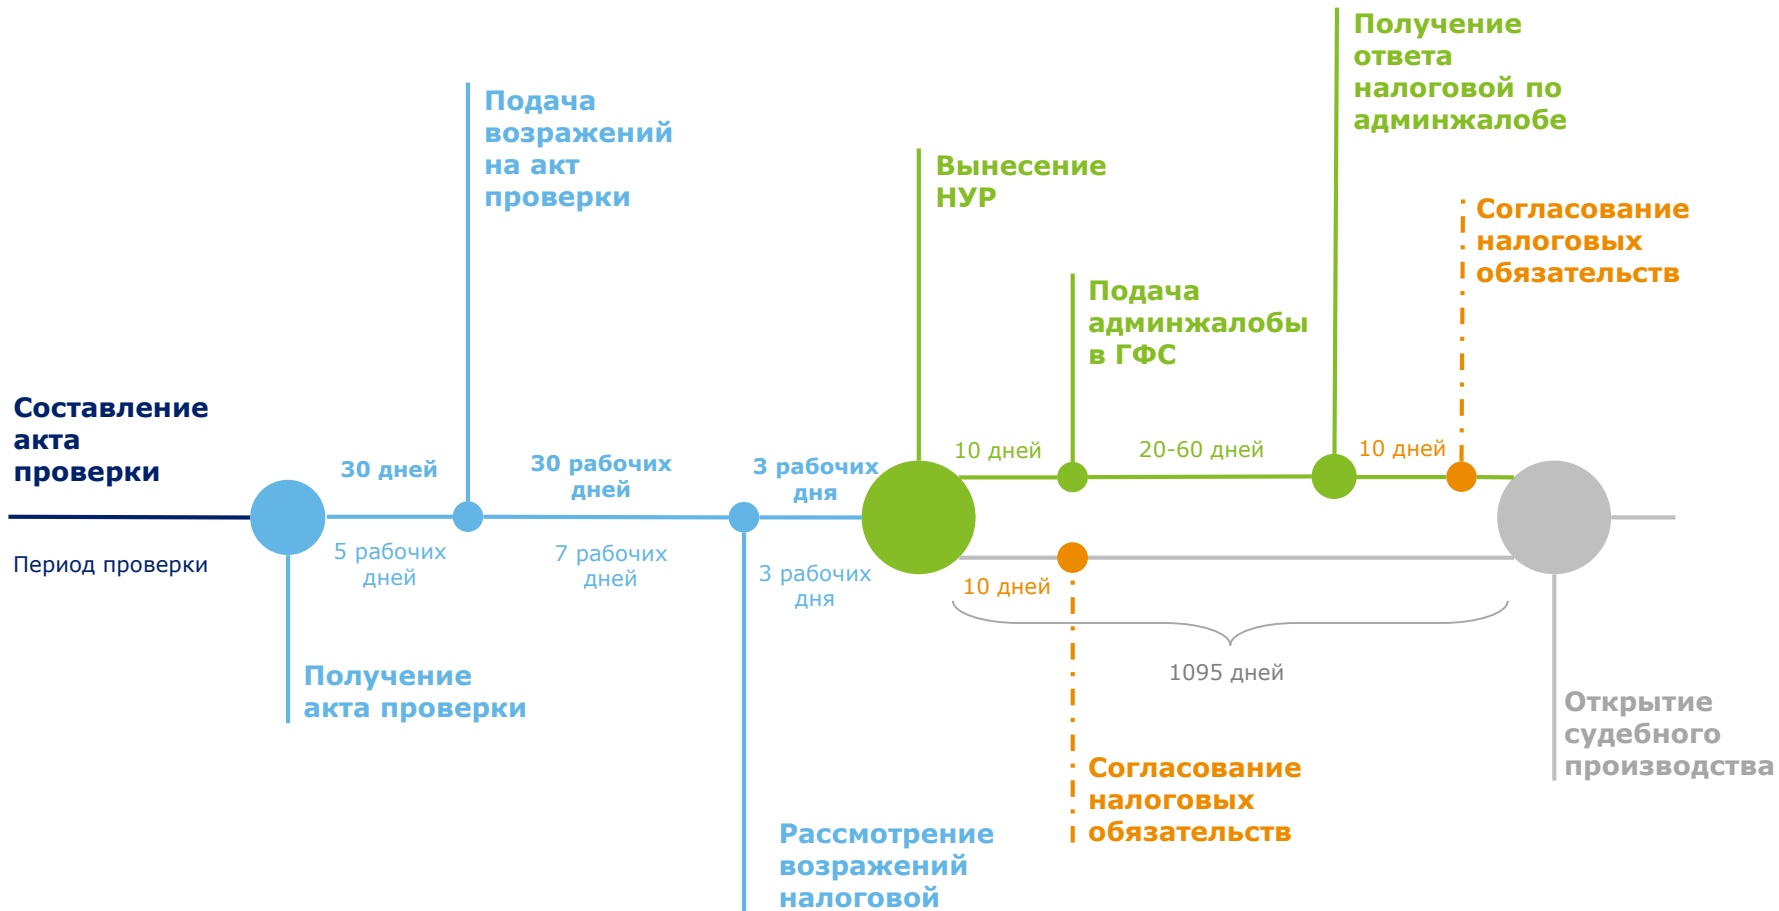 Составление
акта
проверки
Период проверки
Получение
акта проверки
30 дней
5 рабочих
дней
Подача
возражений
на акт
проверки
30 рабочих
дней
7 рабочих
дней
Рассмотрение
возражений
налоговой
3 рабочих
дня
3 рабочих
дня
Вынесение
НУР
10 дней
Подача
админжалобы
в ГФС
20-60 дней
Получение
ответа
налоговой по
админжалобе
10 дней
Согласование
налоговых
обязательств
10 дней
Согласование
налоговых
обязательств
1095 дней
Открытие
судебного
производства